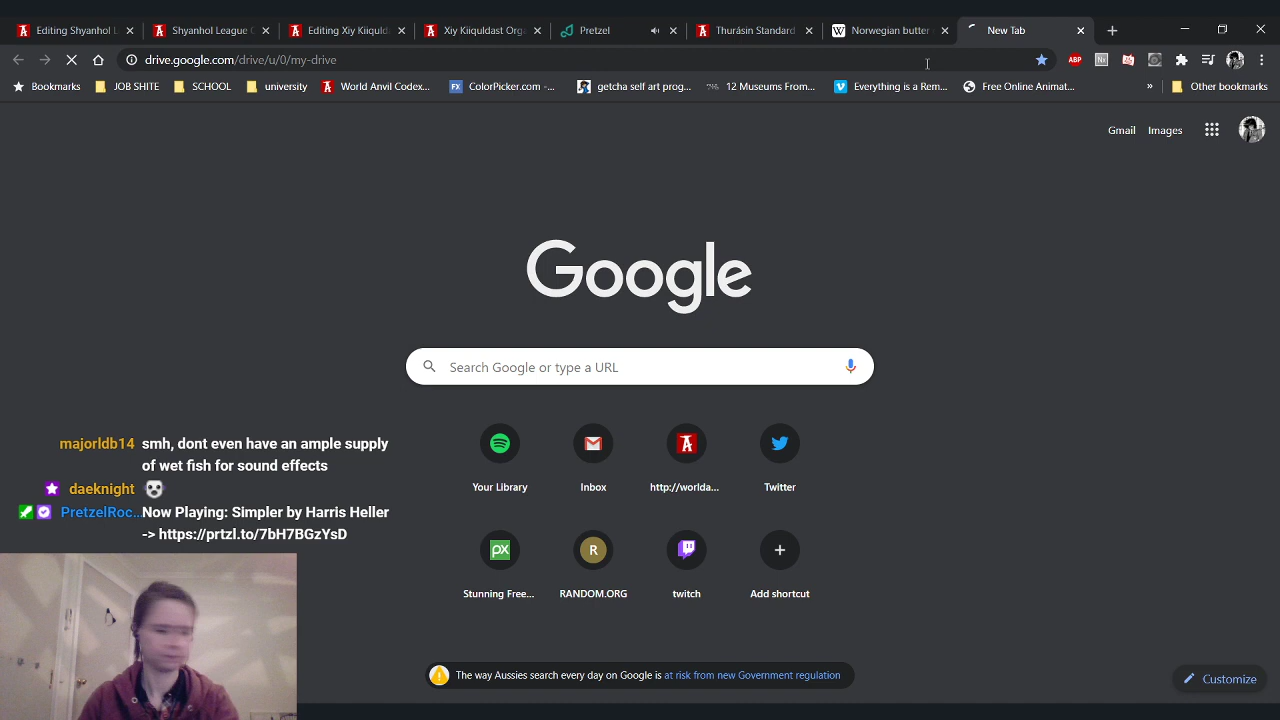 Editing Shyanhol L
Shyanhol League C
Editing Xiy Kiiquld
Xiy Kiiquldast Orga
Pretzel
Thurásin Standard
Norwegian butter
New Tab
drive.google.com/drive/u/0/my-drive
ABP
Bookmarks
JOB SHITE
SCHOOL
university
World Anvil Codex...
FX
ColorPicker.com -...
getcha self art prog...
12 Museums From...
Everything is a Rem...
Free Online Animat...
»
Other bookmarks
Gmail
Images
Google
Search Google or type a URL
Your Library
Inbox
http://worlda...
Twitter
px
R
Stunning Free...
RANDOM.ORG
twitch
Add shortcut
majorldb14 smh, dont even have an ample supply
of wet fish for sound effects
daeknight
PretzelRoc... Now Playing: Simpler by Harris Heller
-> https://prtzl.to/7bH7BGzYsD
The way Aussies search every day on Google is at risk from new Government regulation
Customize